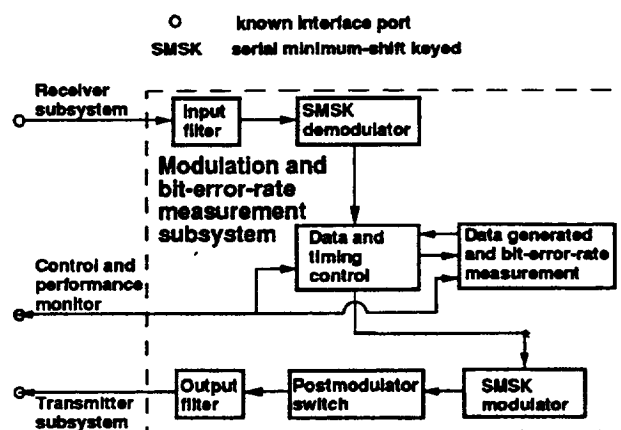 known interface port
SMSK serial minimum-shift keyed
Receiver
subsystem
Input
filter
SMSK
demodulator
Modulation and
bit-error-rate
measurement
subsystem
Data and
timing
control
Data generated
and bit-error-rate
measurement
Control and
performance
monitor
Output
filter
Postmodulator
switch
SMSK
modulator
Transmitter
subsystem